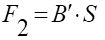 F₂ = B′ · S